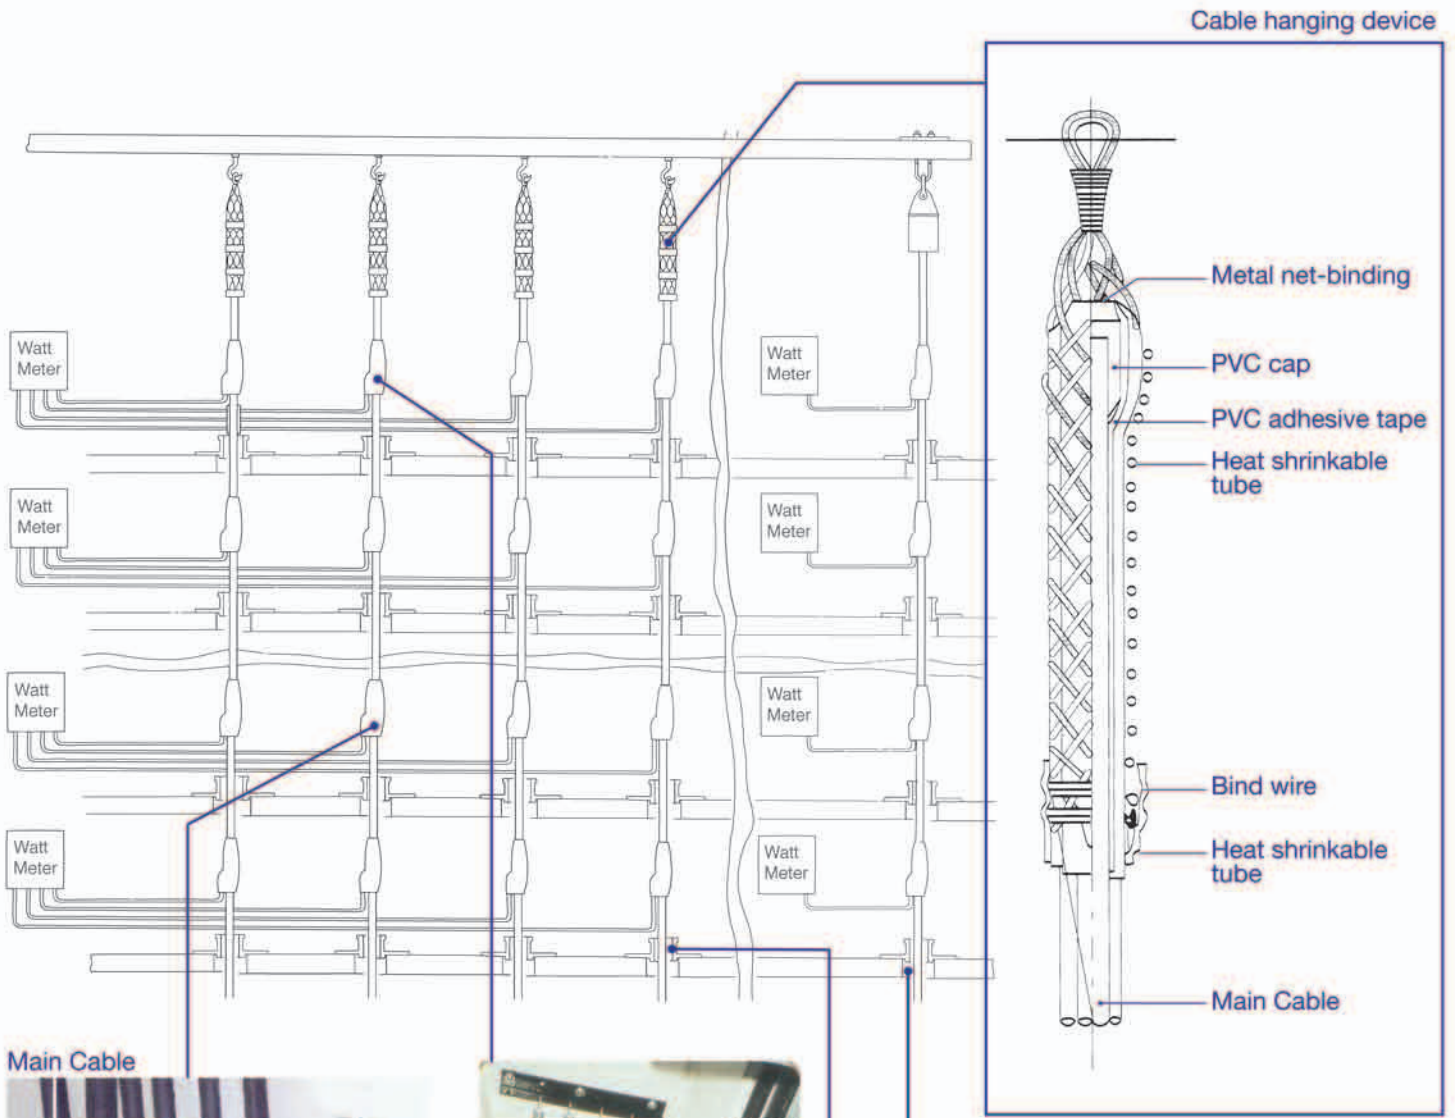 Cable hanging device
Watt
Meter
Watt
Meter
Watt
Meter
Watt
Meter
Watt
Meter
Watt
Meter
Watt
Meter
Watt
Meter
Metal net-binding
PVC cap
PVC adhesive tape
Heat shrinkable
tube
Bind wire
Heat shrinkable
tube
Main Cable
Main Cable